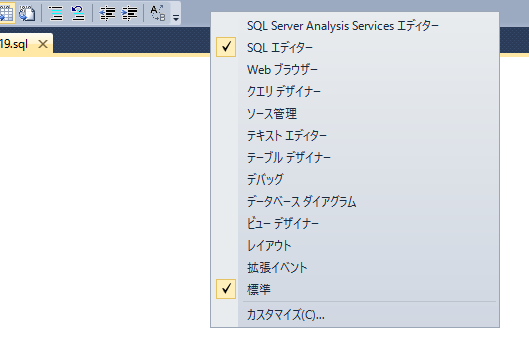 19.sql
SQL Server Analysis Services エディター
SQL エディター
Web ブラウザー
クエリ デザイナー
ソース管理
テキスト エディター
テーブル デザイナー
デバッグ
データベース ダイアグラム
ビュー デザイナー
レイアウト
拡張イベント
標準
カスタマイズ(C)...